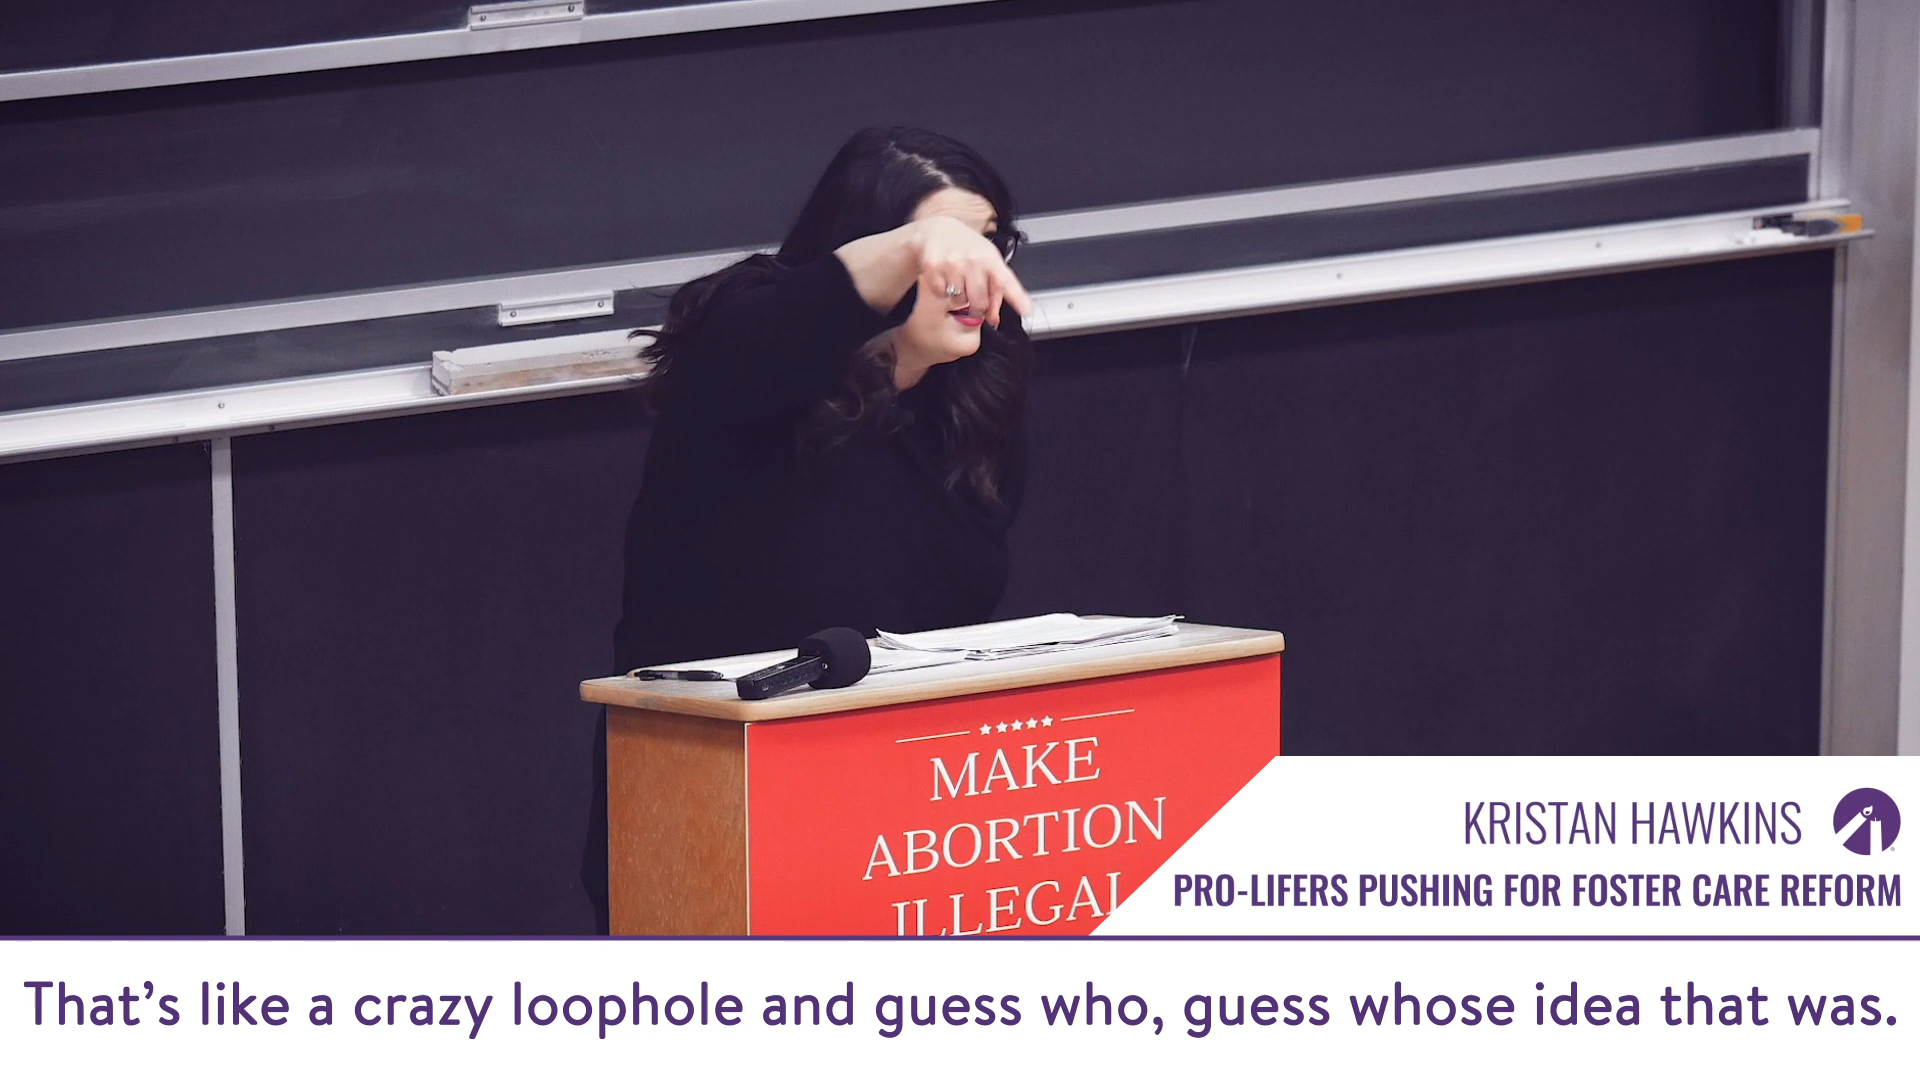 MAKE
ABORTION
ILLEGAL
KRISTAN HAWKINS
PRO-LIFERS PUSHING FOR FOSTER CARE REFORM
That's like a crazy loophole and guess who, guess whose idea that was.